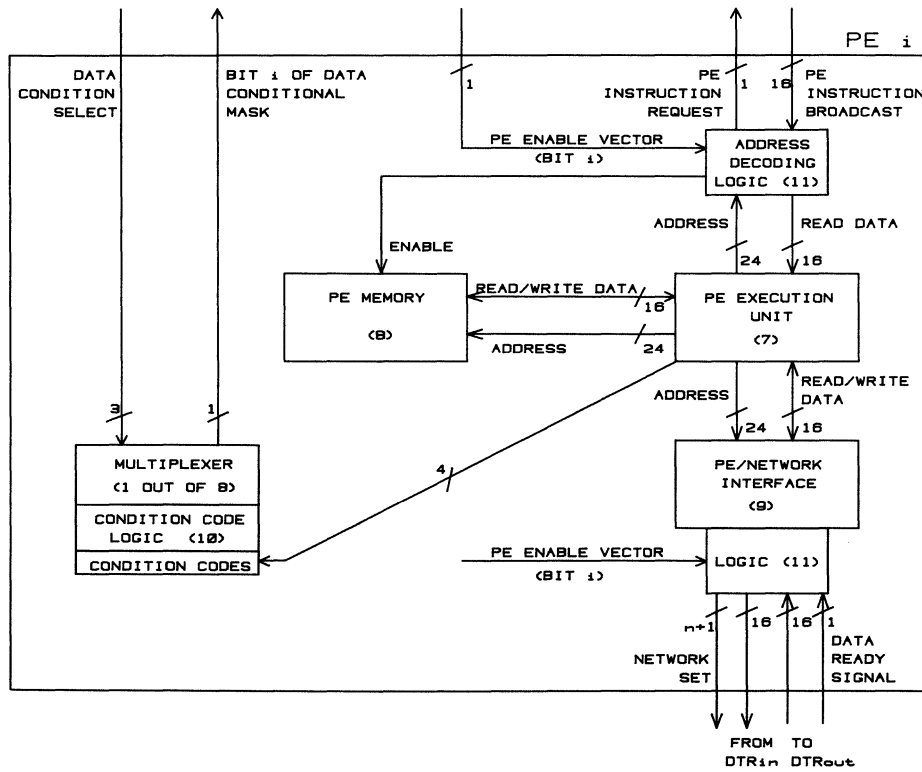 PE i
DATA
CONDITION
SELECT
BIT i OF DATA
CONDITIONAL
MASK
1
PE
INSTRUCTION
REQUEST
1
16
PE
INSTRUCTION
BROADCAST
PE ENABLE VECTOR
(BIT i)
ADDRESS
DECODING
LOGIC (11)
ADDRESS
READ DATA
ENABLE
24
16
PE MEMORY
(8)
READ/WRITE DATA
16
ADDRESS
24
PE EXECUTION
UNIT
(7)
ADDRESS
READ/WRITE
DATA
24
16
3
1
4
MULTIPLEXER
(1 OUT OF 8)
CONDITION CODE
LOGIC (10)
CONDITION CODES
PE/NETWORK
INTERFACE
(9)
PE ENABLE VECTOR
(BIT i)
LOGIC (11)
n+1
16
16
1
NETWORK
SET
DATA
READY
SIGNAL
FROM TO
DTRin DTRout